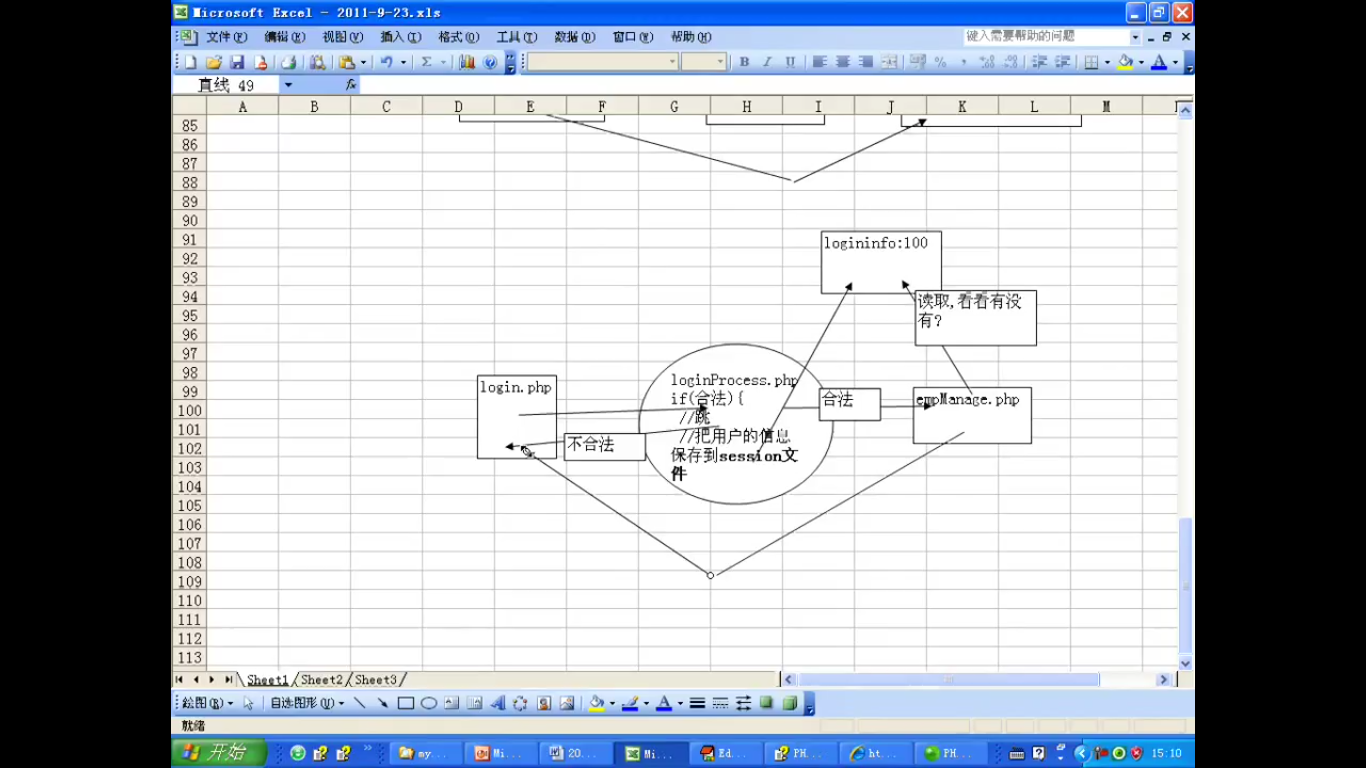 Microsoft Excel - 2011-9-23.xls
文件(F) 编辑(E) 视图(V) 插入(I) 格式(O) 工具(T) 数据(D) 窗口(W) 帮助(H) 键入需要帮助的问题
直线 49 fx
A B C D E F G H I J K L M
85
86
87
88
89
90
91
92
93
94
95
96
97
98
99
100
101
102
103
104
105
106
107
108
109
110
111
112
113
logininfo:100
读取,看看有没
有?
login.php
loginProcess.php
if(合法){
//跳
//把用户的信息
保存到session文
件
合法
empManage.php
不合法
Sheet1 Sheet2 Sheet3
绘图(R) 自选图形(U)
就绪
开始 my... Mi... 20... Mi... Ed... PH... ht... PH... 15:10